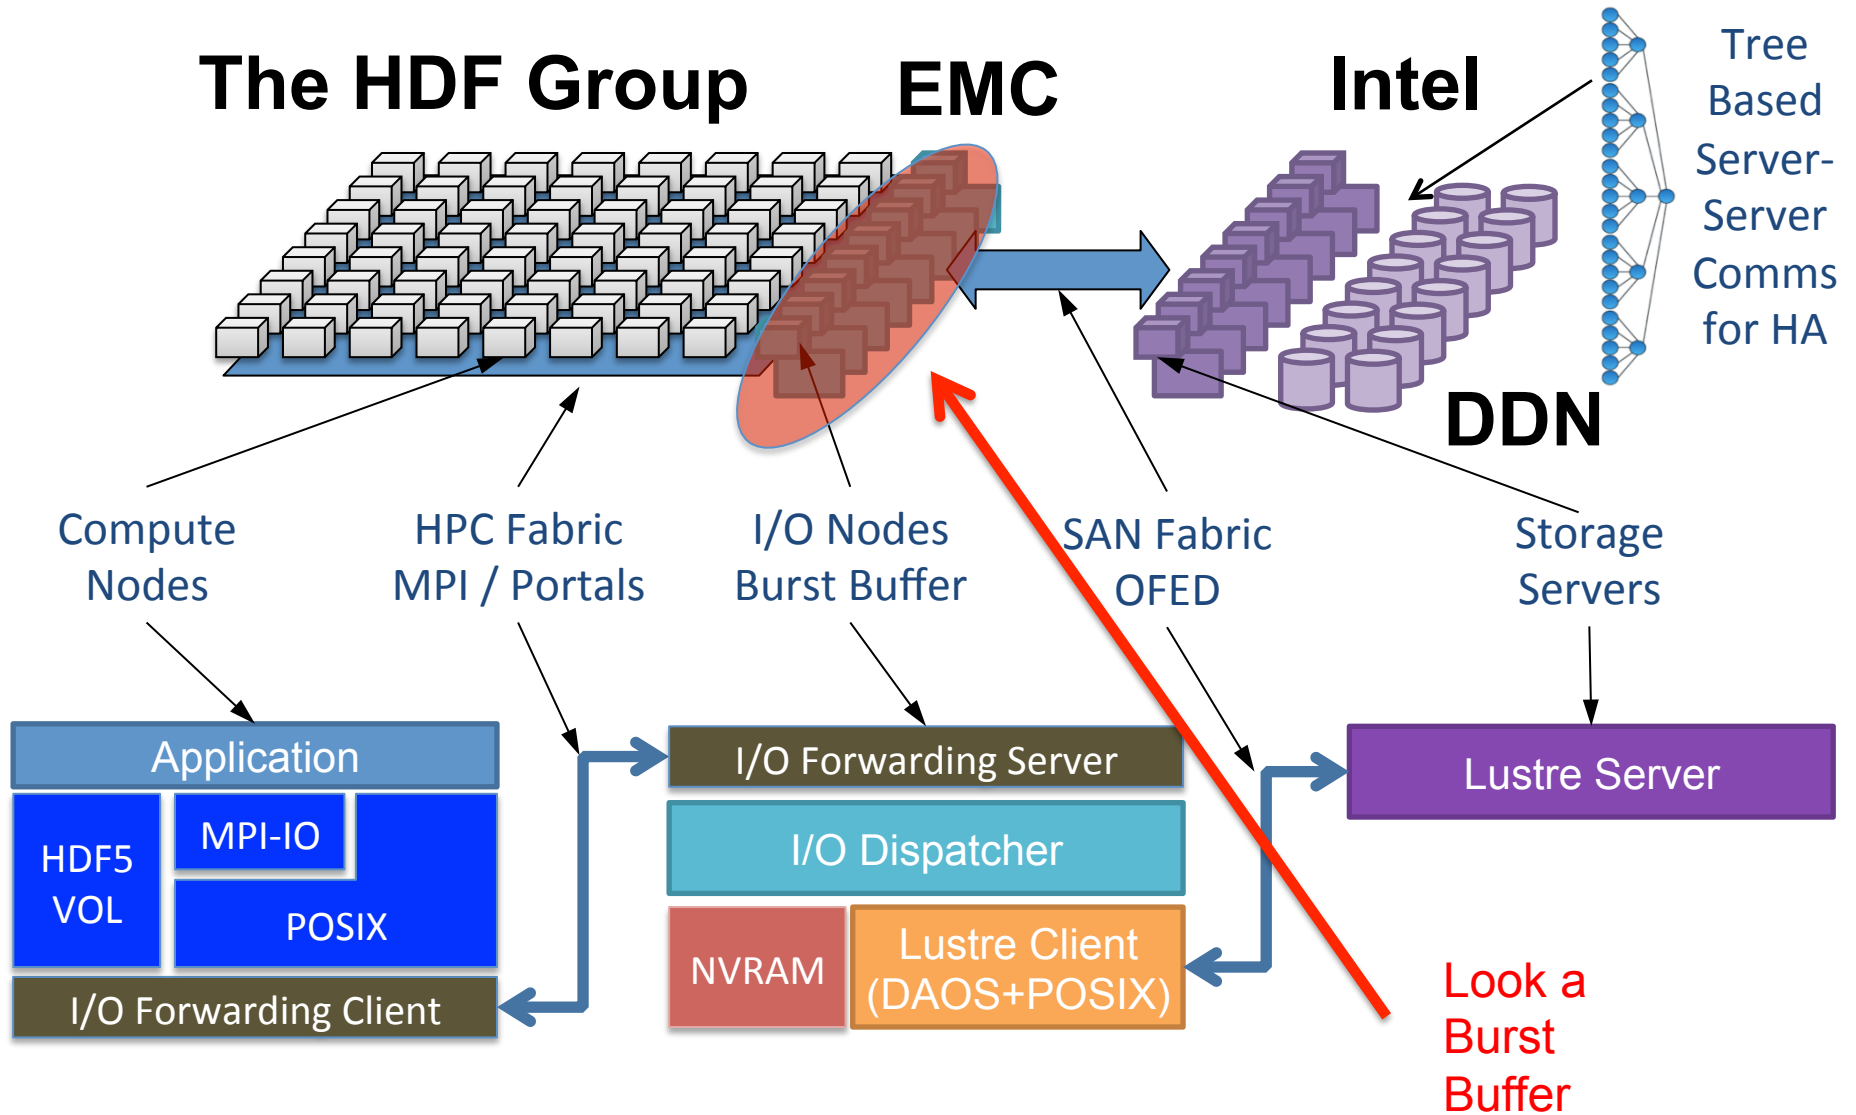 The HDF Group
EMC
Intel
Tree
Based
Server-
Server
Comms
for HA
DDN
Compute
Nodes
HPC Fabric
MPI / Portals
I/O Nodes
Burst Buffer
SAN Fabric
OFED
Storage
Servers
Application
HDF5
VOL
MPI-IO
POSIX
I/O Forwarding Client
I/O Forwarding Server
I/O Dispatcher
NVRAM
Lustre Client
(DAOS+POSIX)
Lustre Server
Look a
Burst
Buffer